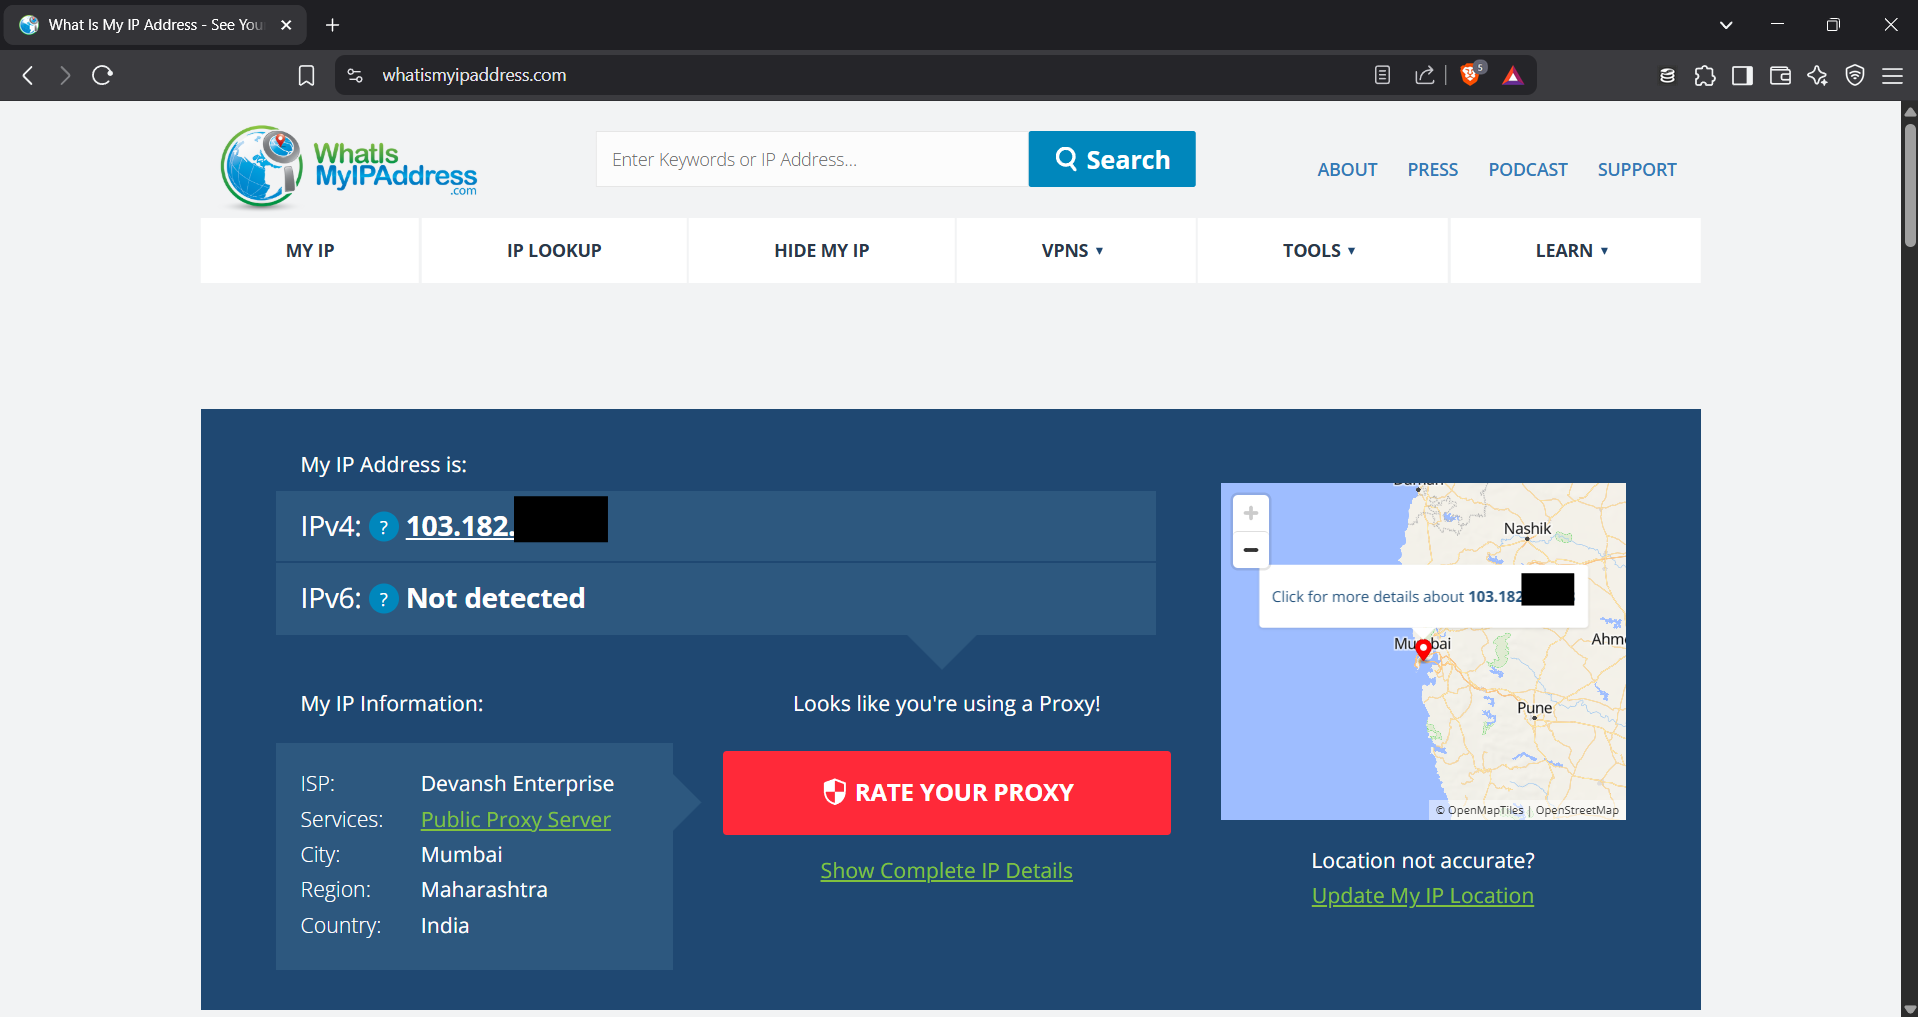 What Is My IP Address - See You
whatismyipaddress.com
5
WhatIs
MyIPAddress
.com
Enter Keywords or IP Address...
Search
ABOUT PRESS PODCAST SUPPORT
MY IP IP LOOKUP HIDE MY IP VPNS ▾ TOOLS ▾ LEARN ▾
My IP Address is:
IPv4: ? 103.182.
IPv6: ? Not detected
My IP Information:
ISP: Devansh Enterprise
Services: Public Proxy Server
City: Mumbai
Region: Maharashtra
Country: India
Looks like you're using a Proxy!
RATE YOUR PROXY
Show Complete IP Details
+
−
Nashik
Click for more details about 103.182
Mumbai
Ahm
Pune
© OpenMapTiles | OpenStreetMap
Location not accurate?
Update My IP Location